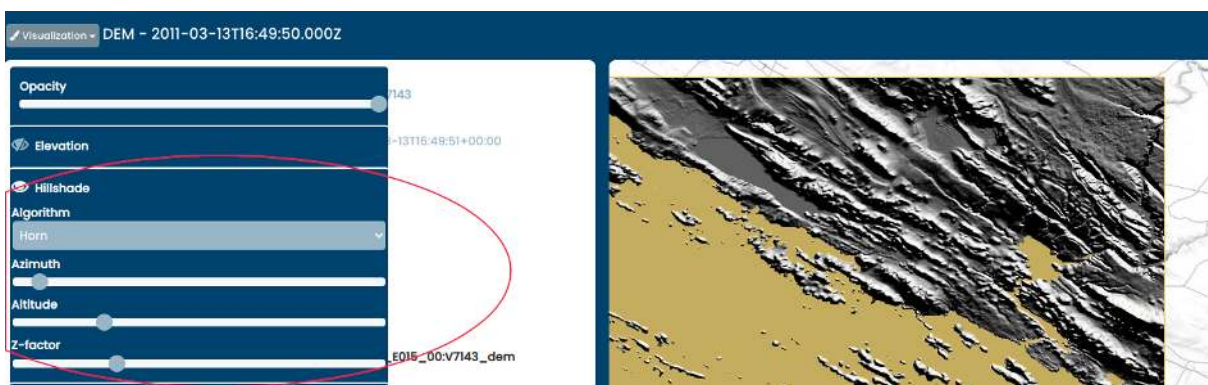 Visualization DEM - 2011-03-13T16:49:50.000Z
Opacity
7143
-13T15:49:51+00:00
Elevation
Hillshade
Algorithm
Horn
Azimuth
Altitude
Z-factor
_E015_00:V7143_dem